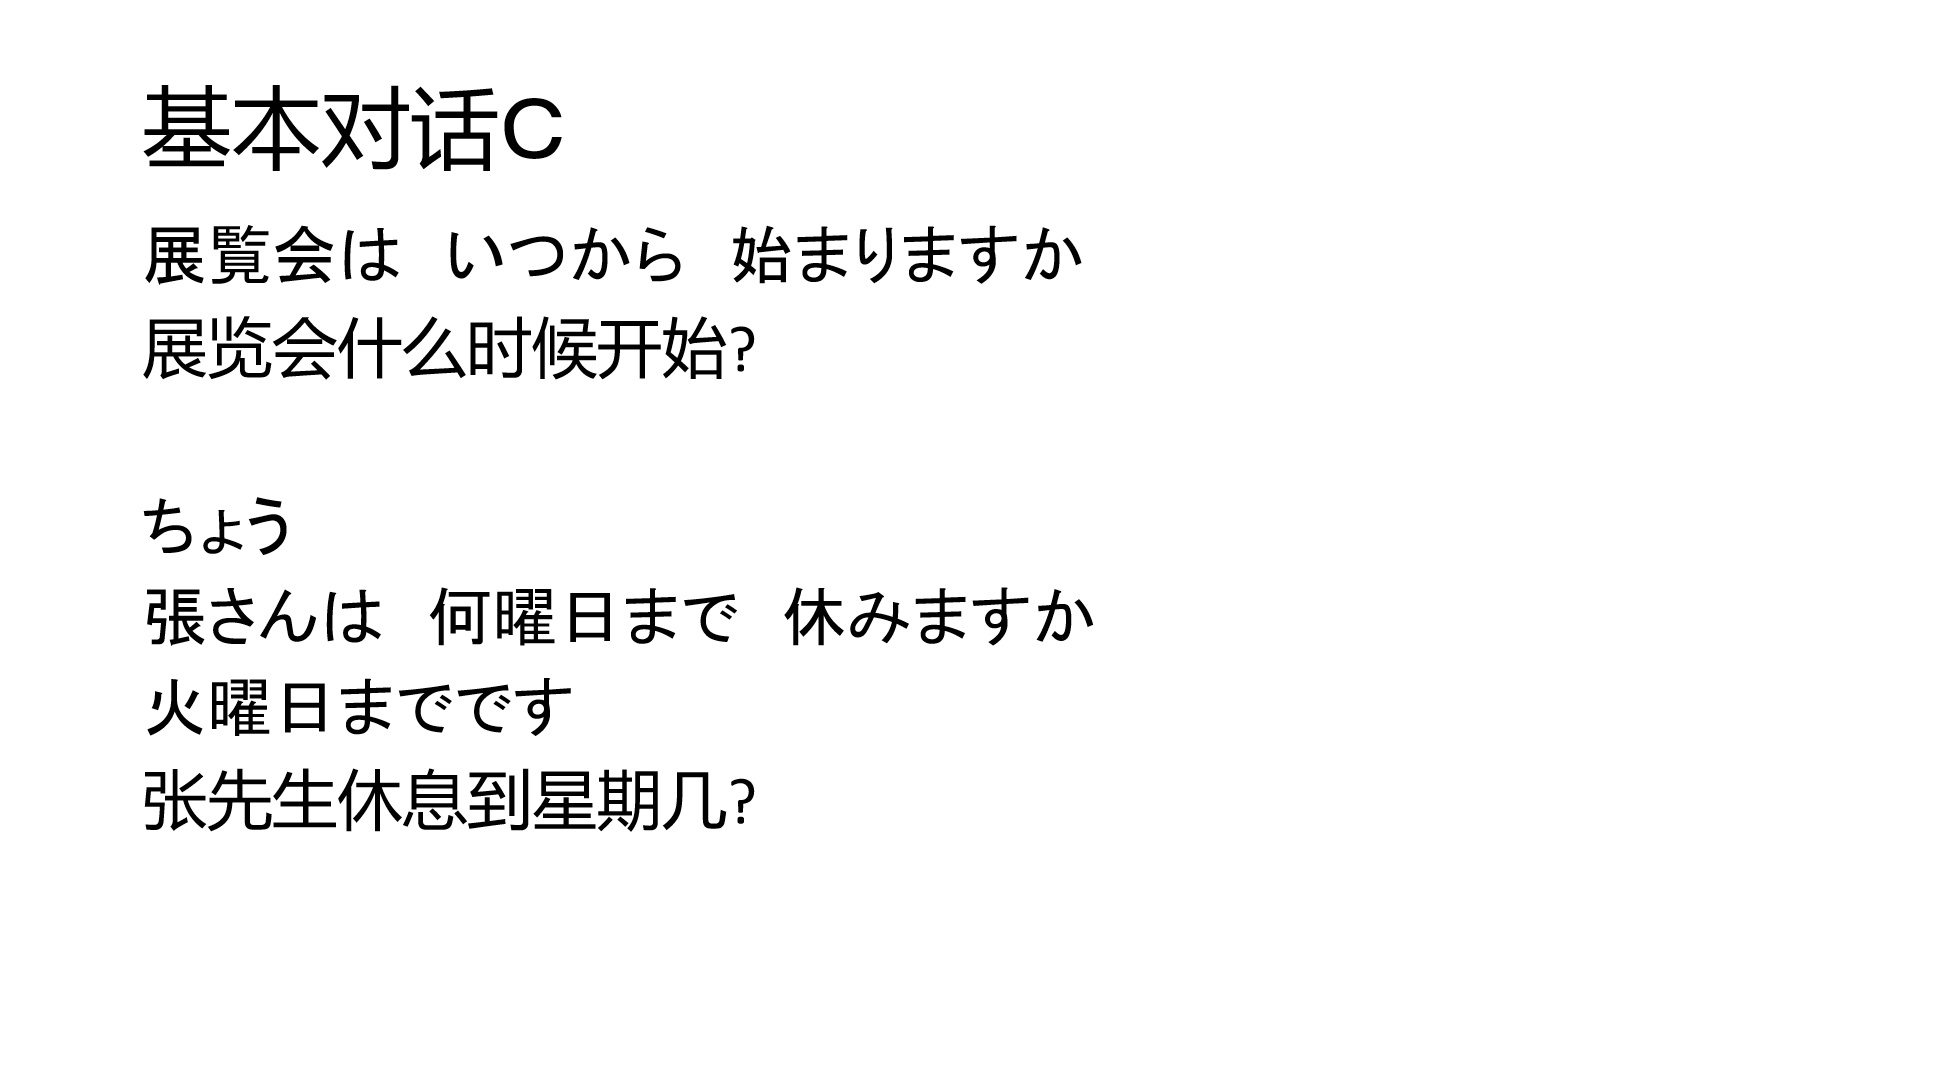 基本对话C
展覧会は　いつから　始まりますか
展览会什么时候开始?
ちょう
張さんは　何曜日まで　休みますか
火曜日までです
张先生休息到星期几?